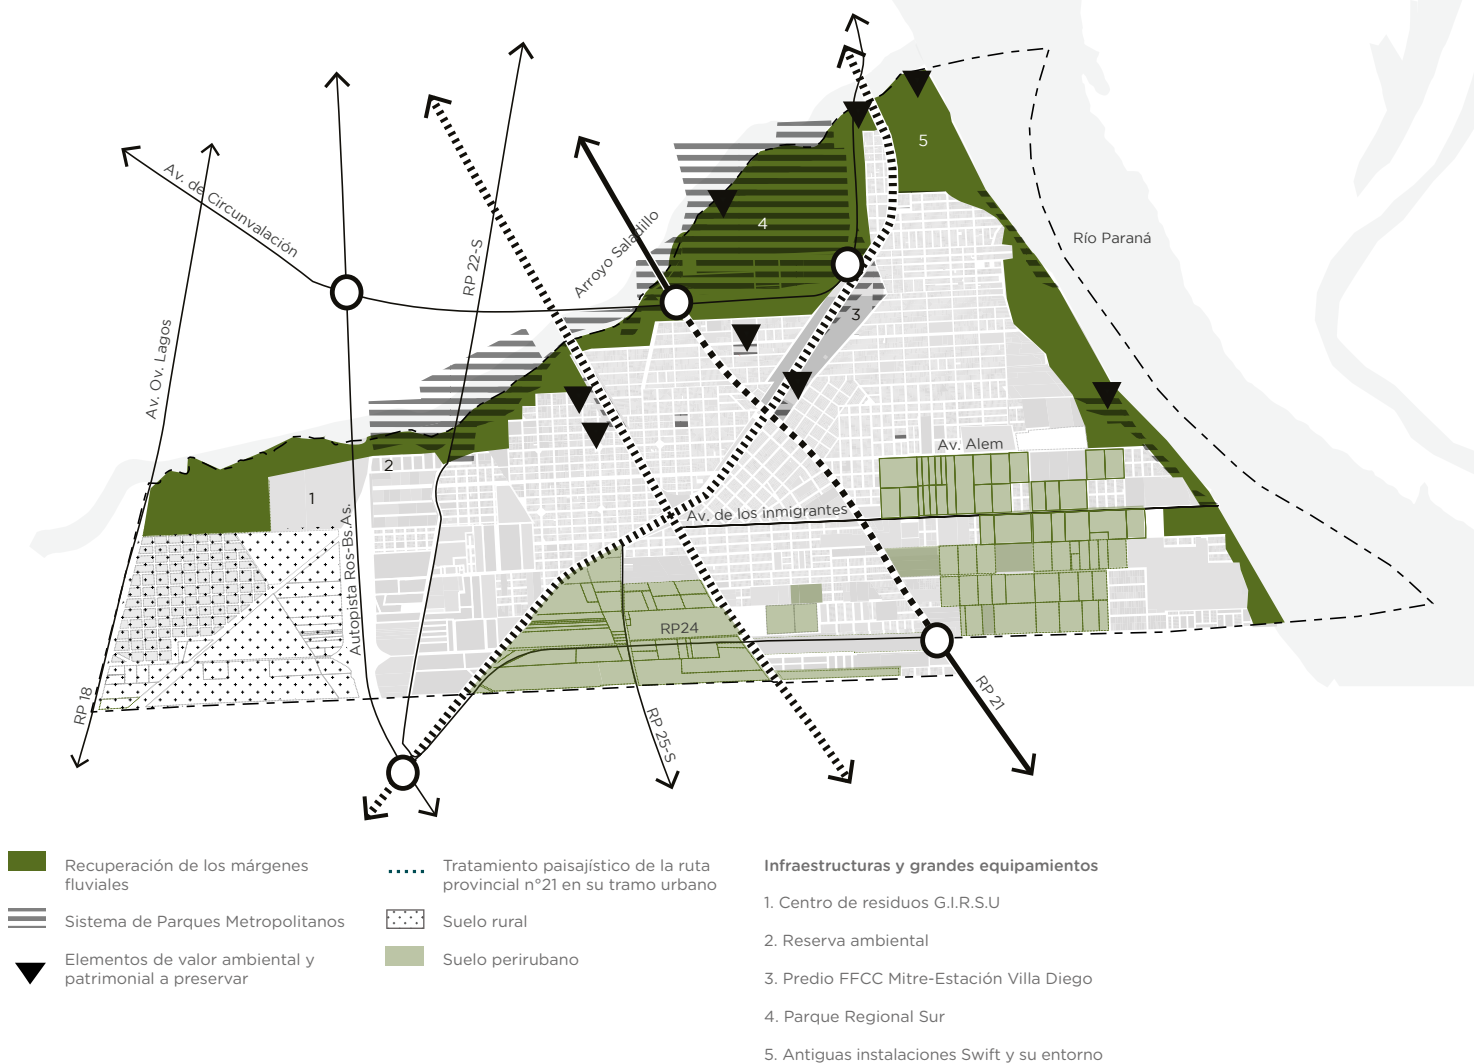 5
Av. de Circunvalación
Arroyo Saladillo
4
Río Paraná
RP 22-S
3
Av. Ov. Lagos
Av. Alem
2
1
Av. de los inmigrantes
Autopista Ros-Bs.As.
RP24
RP 18
RP 25-S
RP 21
Recuperación de los márgenes
fluviales
Sistema de Parques Metropolitanos
Elementos de valor ambiental y
patrimonial a preservar
Tratamiento paisajístico de la ruta
provincial n°21 en su tramo urbano
Suelo rural
Suelo perirubano
Infraestructuras y grandes equipamientos
1. Centro de residuos G.I.R.S.U
2. Reserva ambiental
3. Predio FFCC Mitre-Estación Villa Diego
4. Parque Regional Sur
5. Antiguas instalaciones Swift y su entorno